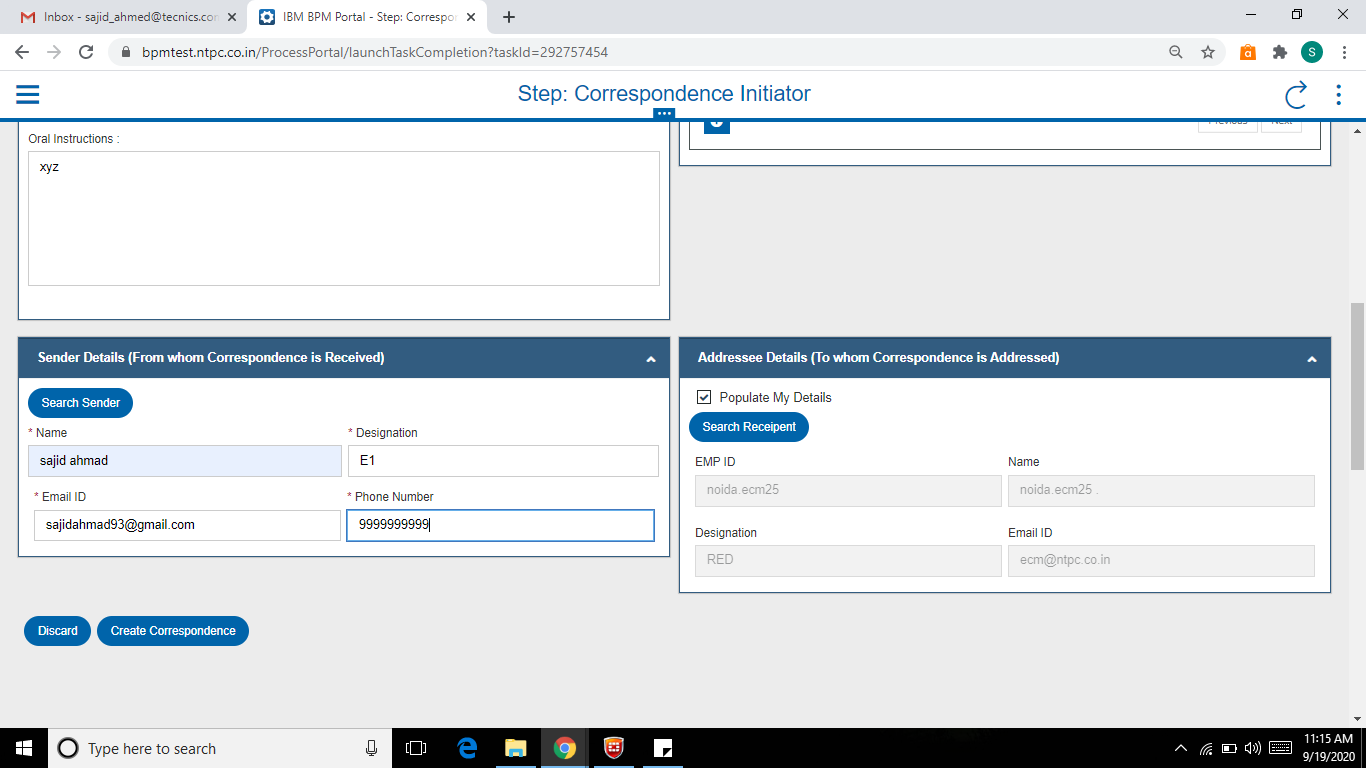 Inbox - sajid_ahmed@tecnics.con
IBM BPM Portal - Step: Correspo
bpmtest.ntpc.co.in/ProcessPortal/launchTaskCompletion?taskId=292757454
S
Step: Correspondence Initiator
Previous Next
Oral Instructions :
xyz
Sender Details (From whom Correspondence is Received)
Search Sender
* Name * Designation
sajid ahmad E1
* Email ID * Phone Number
sajidahmad93@gmail.com 9999999999
Addressee Details (To whom Correspondence is Addressed)
Populate My Details
Search Receipent
EMP ID Name
noida.ecm25 noida.ecm25 .
Designation Email ID
RED ecm@ntpc.co.in
Discard Create Correspondence
Type here to search
11:15 AM
9/19/2020